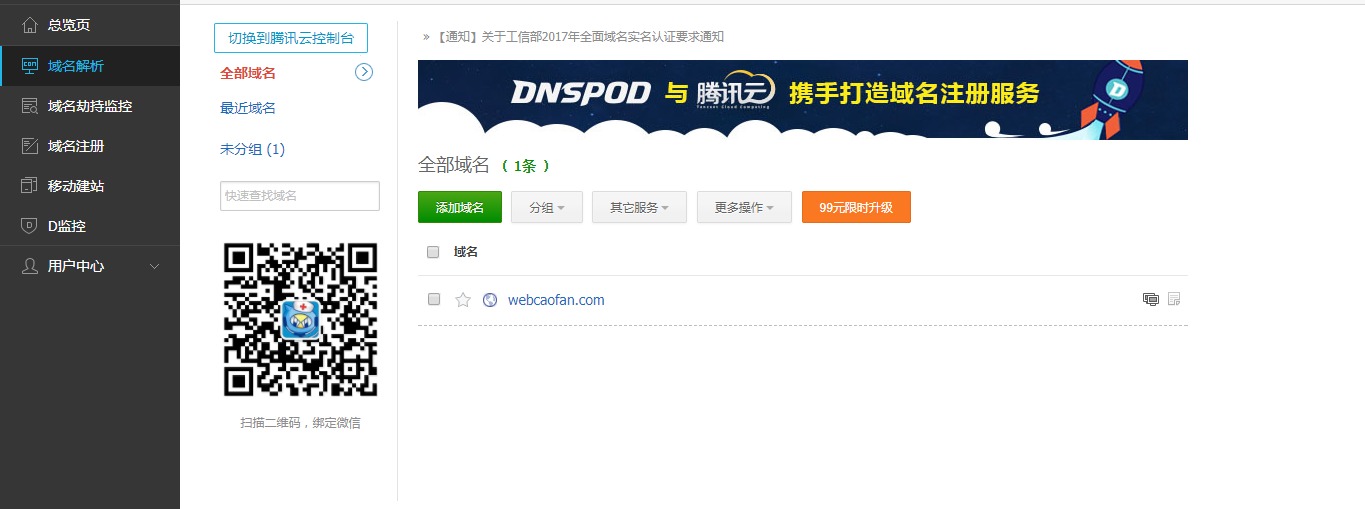 总览页
域名解析
域名劫持监控
域名注册
移动建站
D监控
用户中心
切换到腾讯云控制台
全部域名
最近域名
未分组 (1)
快速查找域名
扫描二维码，绑定微信
» 【通知】关于工信部2017年全面域名实名认证要求通知
DNSPOD 与 腾讯云 携手打造域名注册服务
Tencent Cloud Computing
全部域名 （ 1条 ）
添加域名 分组 其它服务 更多操作 99元限时升级
域名
webcaofan.com